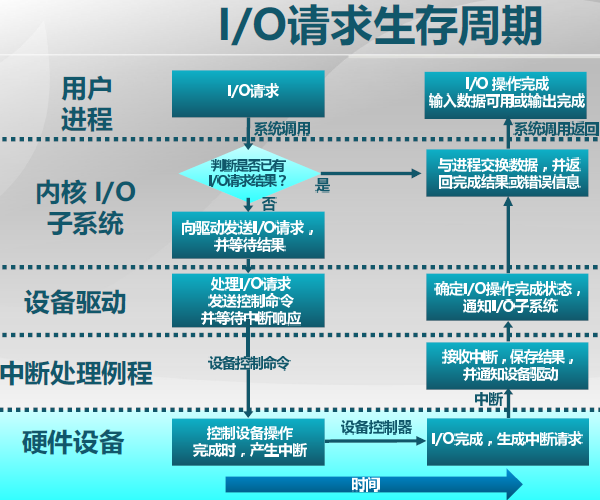 I/O请求生存周期
用户
进程
I/O请求
I/O 操作完成
输入数据可用或输出完成
系统调用
系统调用返回
内核 I/O
子系统
判断是否已有
I/O请求结果？
是
与进程交换数据，并返
回完成结果或错误信息
否
向驱动发送I/O请求，
并等待结果
设备驱动
处理I/O请求
发送控制命令
并等待中断响应
确定I/O操作完成状态，
通知I/O子系统
中断处理例程
设备控制命令
接收中断，保存结果，
并通知设备驱动
中断
硬件设备
控制设备操作
完成时，产生中断
设备控制器
I/O完成，生成中断请求
时间